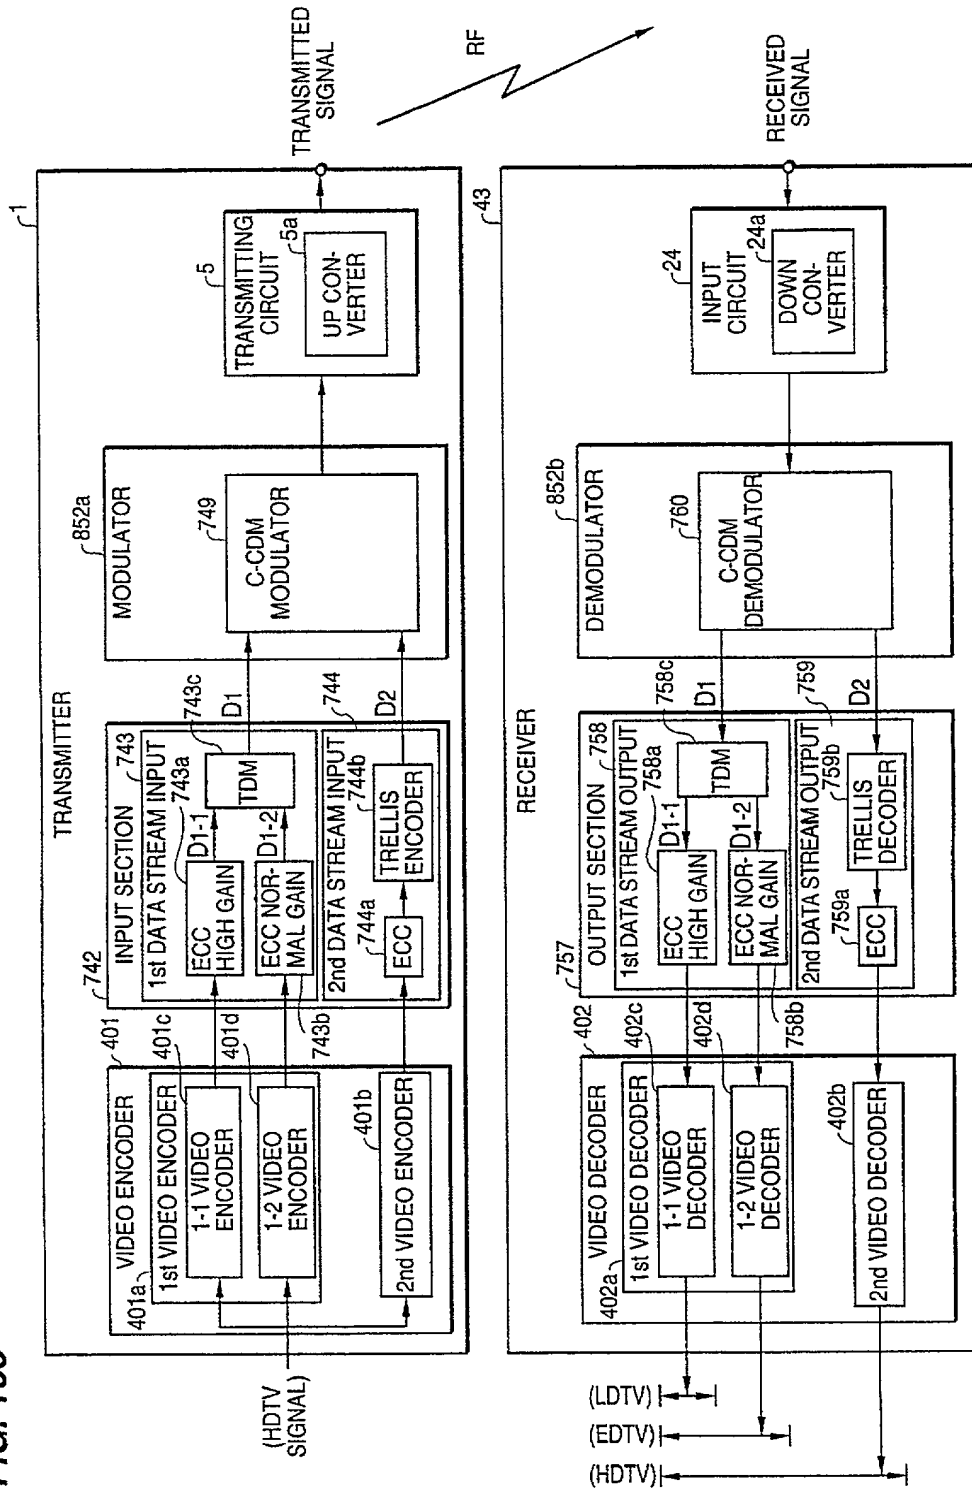 TRANSMITTER
1
(HDTV
SIGNAL)
VIDEO ENCODER
401
401a
1st VIDEO ENCODER
401c
1-1 VIDEO
ENCODER
401d
1-2 VIDEO
ENCODER
401b
2nd VIDEO ENCODER
742
INPUT SECTION
743
1st DATA STREAM INPUT
743a
ECC
HIGH GAIN
D1-1
743b
ECC NOR-
MAL GAIN
D1-2
743c
TDM
D1
744
2nd DATA STREAM INPUT
744a
ECC
744b
TRELLIS
ENCODER
D2
852a
MODULATOR
749
C-CDM
MODULATOR
5
TRANSMITTING
CIRCUIT
5a
UP CON-
VERTER
TRANSMITTED
SIGNAL
RF
RECEIVER
43
RECEIVED
SIGNAL
24
INPUT
CIRCUIT
24a
DOWN
CON-
VERTER
852b
DEMODULATOR
760
C-CDM
DEMODULATOR
757
OUTPUT SECTION
758
1st DATA STREAM OUTPUT
758a
ECC
HIGH GAIN
D1-1
758b
ECC NOR-
MAL GAIN
D1-2
758c
TDM
D1
759
2nd DATA STREAM OUTPUT
759a
ECC
759b
TRELLIS
DECODER
D2
402
VIDEO DECODER
402a
1st VIDEO DECODER
402c
1-1 VIDEO
DECODER
402d
1-2 VIDEO
DECODER
402b
2nd VIDEO DECODER
(LDTV)
(EDTV)
(HDTV)